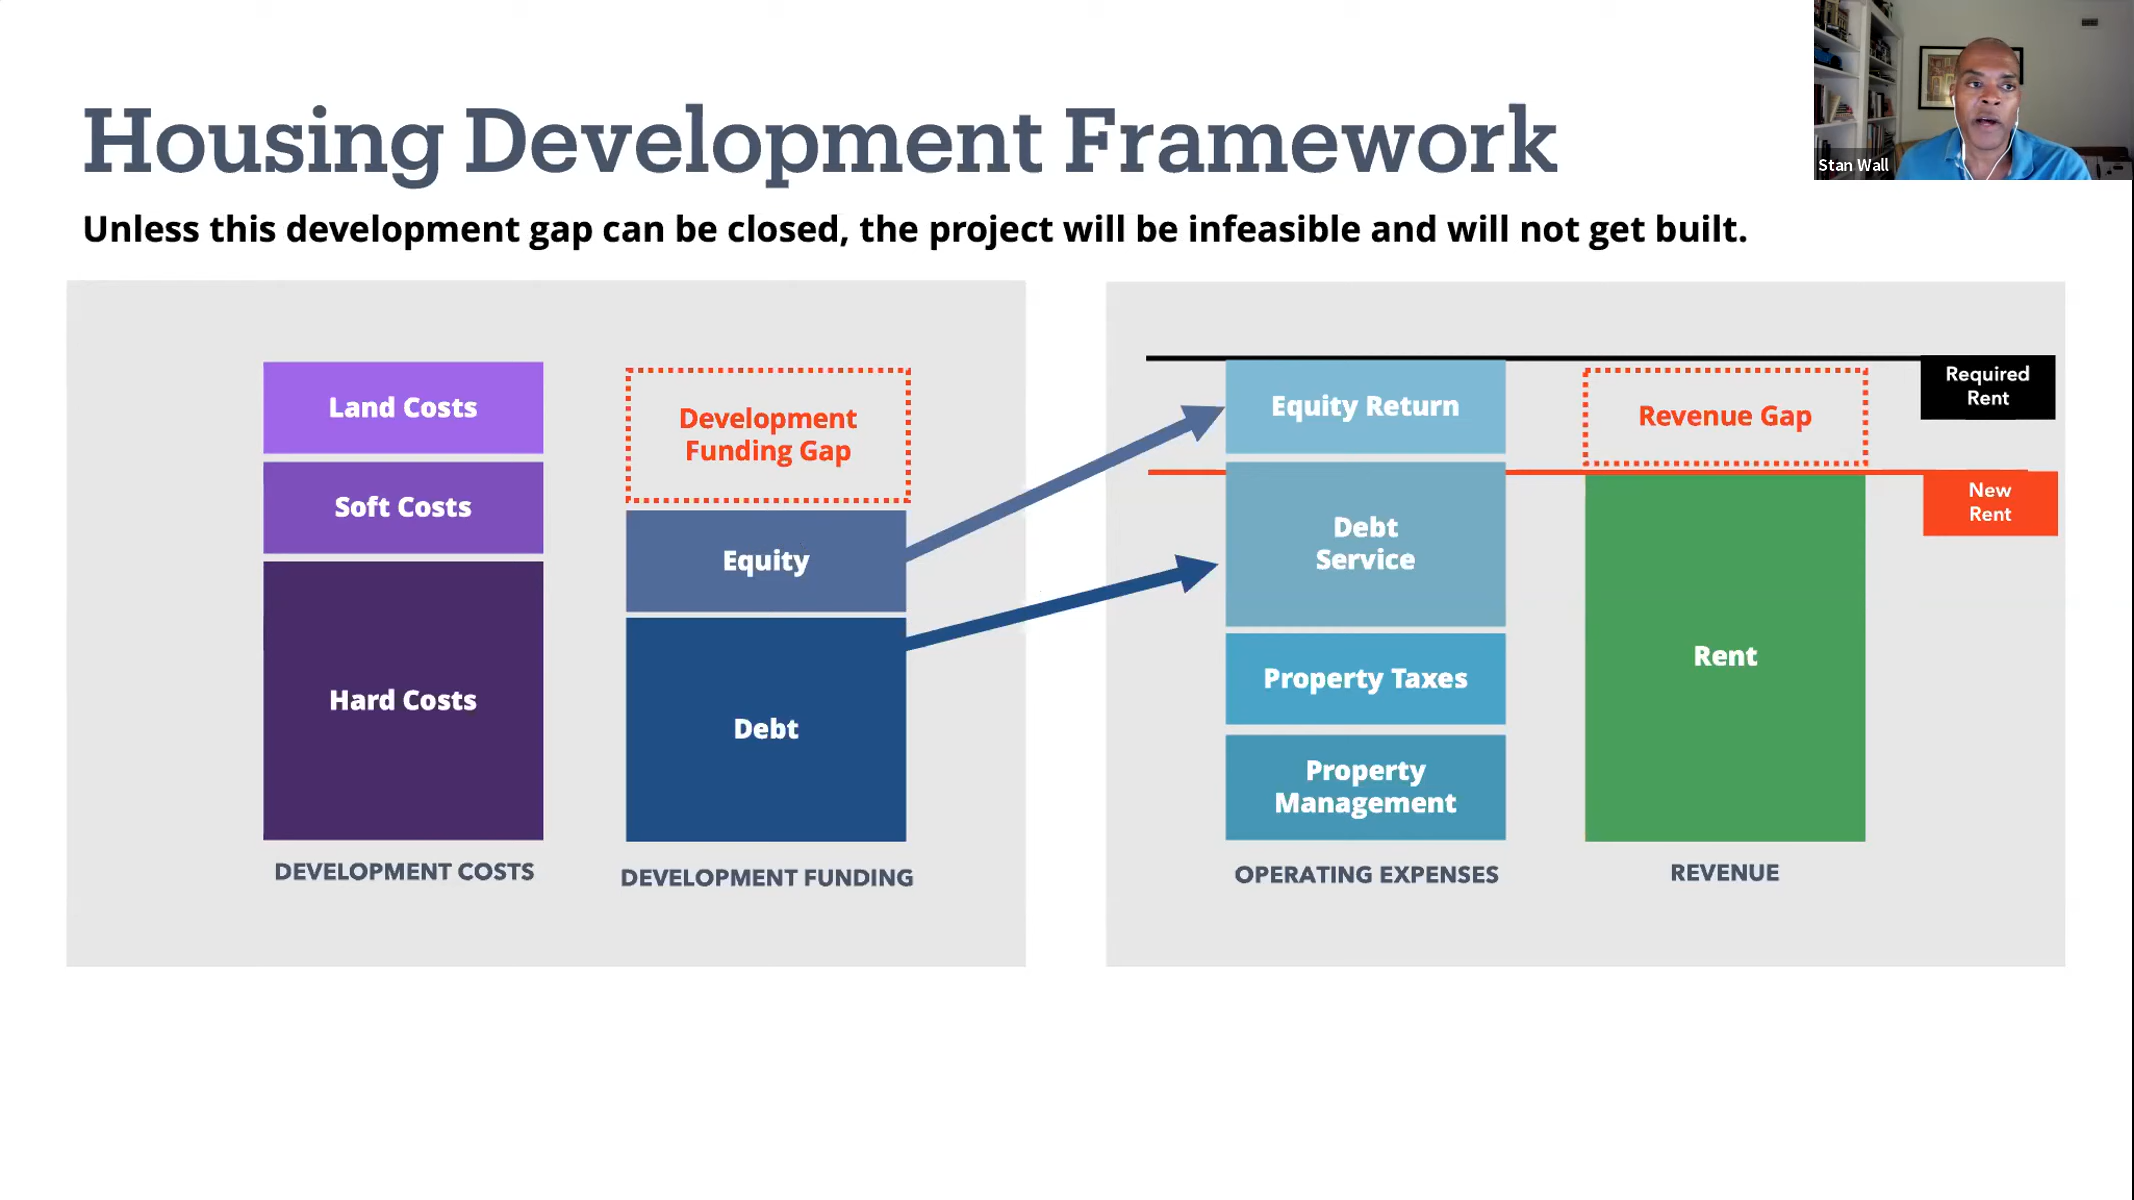 Housing Development Framework
Stan Wall
Unless this development gap can be closed, the project will be infeasible and will not get built.
Land Costs
Soft Costs
Hard Costs
DEVELOPMENT COSTS
Development
Funding Gap
Equity
Debt
DEVELOPMENT FUNDING
Equity Return
Debt
Service
Property Taxes
Property
Management
OPERATING EXPENSES
Revenue Gap
Rent
REVENUE
Required
Rent
New
Rent